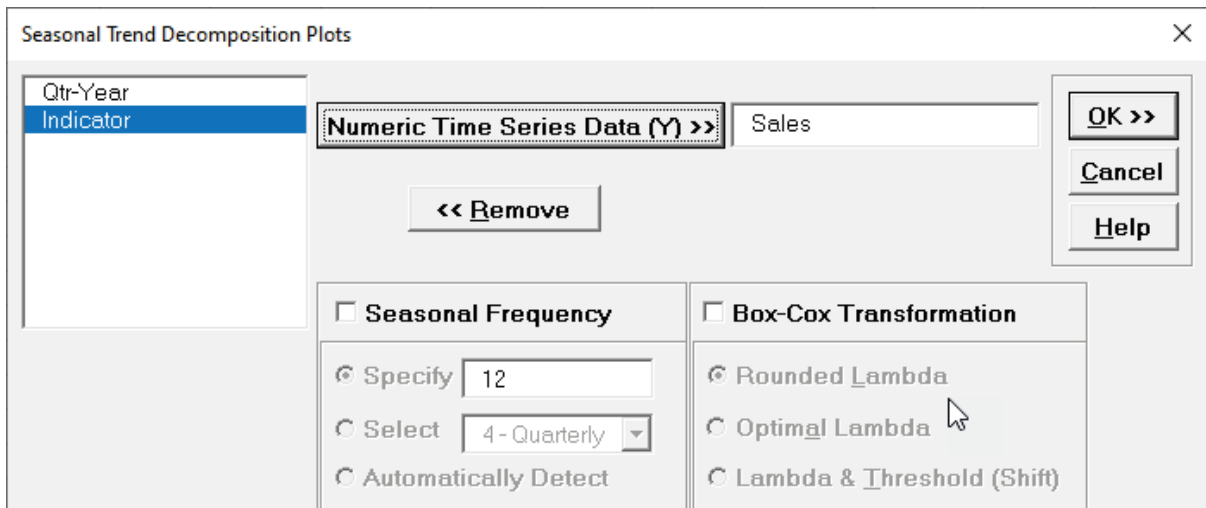 Seasonal Trend Decomposition Plots
Qtr-Year
Indicator
Numeric Time Series Data (Y) >>
Sales
<< Remove
OK >>
Cancel
Help
Seasonal Frequency
Specify 12
Select 4 - Quarterly
Automatically Detect
Box-Cox Transformation
Rounded Lambda
Optimal Lambda
Lambda & Threshold (Shift)